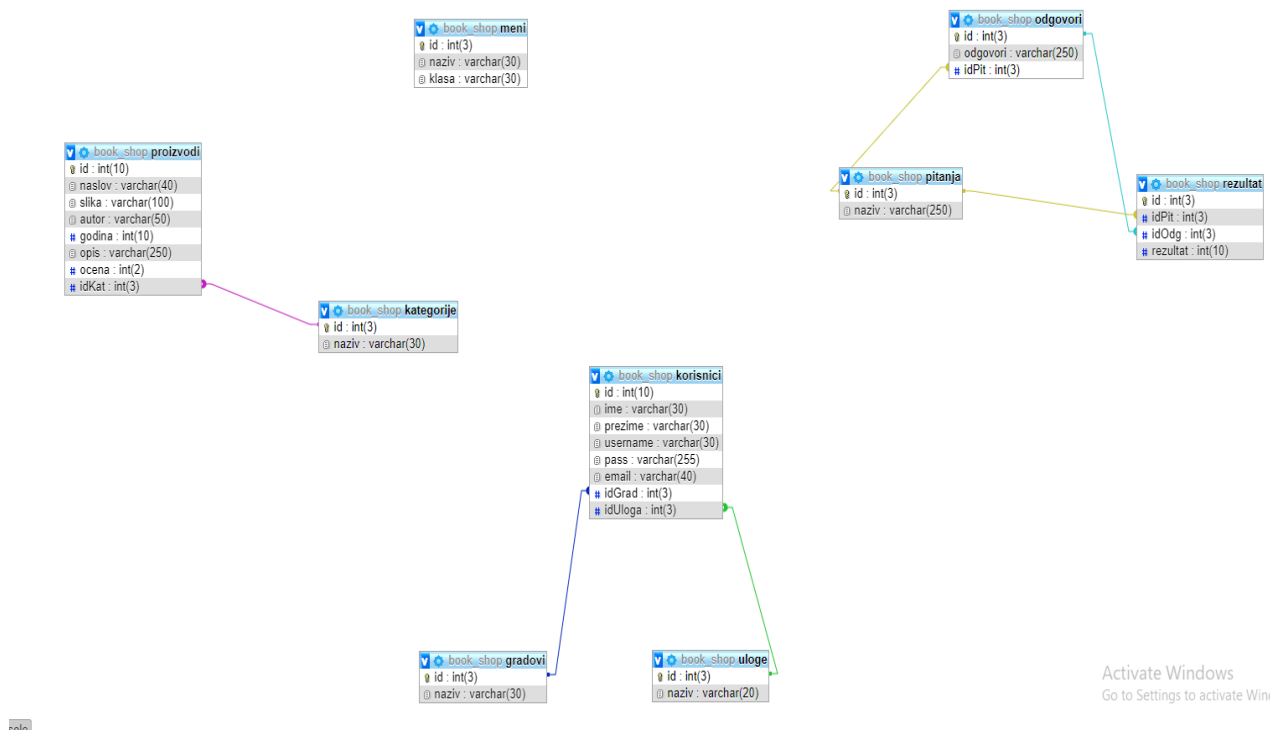 book_shop meni
id : int(3)
naziv : varchar(30)
klasa : varchar(30)
book_shop odgovori
id : int(3)
odgovori : varchar(250)
idPit : int(3)
book_shop proizvodi
id : int(10)
naslov : varchar(40)
slika : varchar(100)
autor : varchar(50)
godina : int(10)
opis : varchar(250)
ocena : int(2)
idKat : int(3)
book_shop pitanja
id : int(3)
naziv : varchar(250)
book_shop rezultat
id : int(3)
idPit : int(3)
idOdg : int(3)
rezultat : int(10)
book_shop kategorije
id : int(3)
naziv : varchar(30)
book_shop korisnici
id : int(10)
ime : varchar(30)
prezime : varchar(30)
username : varchar(30)
pass : varchar(255)
email : varchar(40)
idGrad : int(3)
idUloga : int(3)
book_shop gradovi
id : int(3)
naziv : varchar(30)
book_shop uloge
id : int(3)
naziv : varchar(20)
Activate Windows
Go to Settings to activate Win